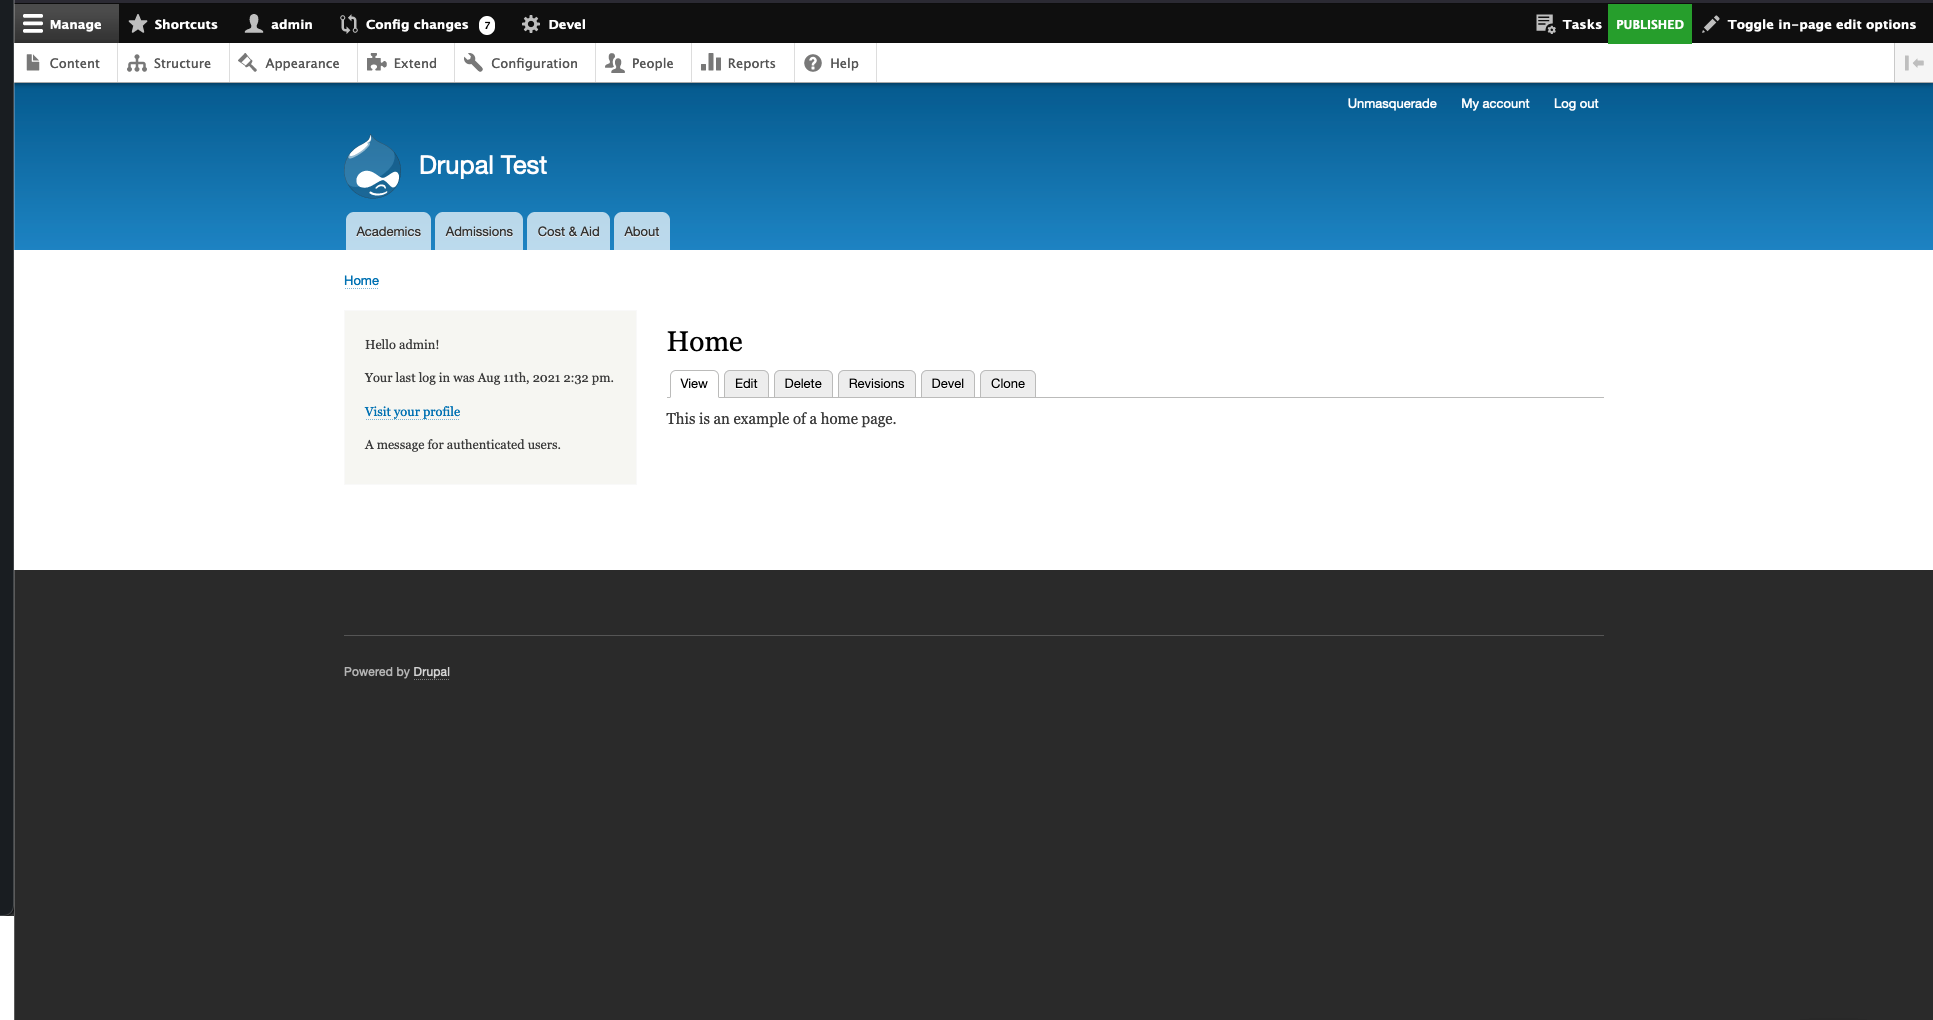 Manage Shortcuts admin Config changes 7 Devel Tasks PUBLISHED Toggle in-page edit options
Content Structure Appearance Extend Configuration People Reports Help
Unmasquerade My account Log out
Drupal Test
Academics Admissions Cost & Aid About
Home
Hello admin!
Your last log in was Aug 11th, 2021 2:32 pm.
Visit your profile
A message for authenticated users.
Home
View Edit Delete Revisions Devel Clone
This is an example of a home page.
Powered by Drupal